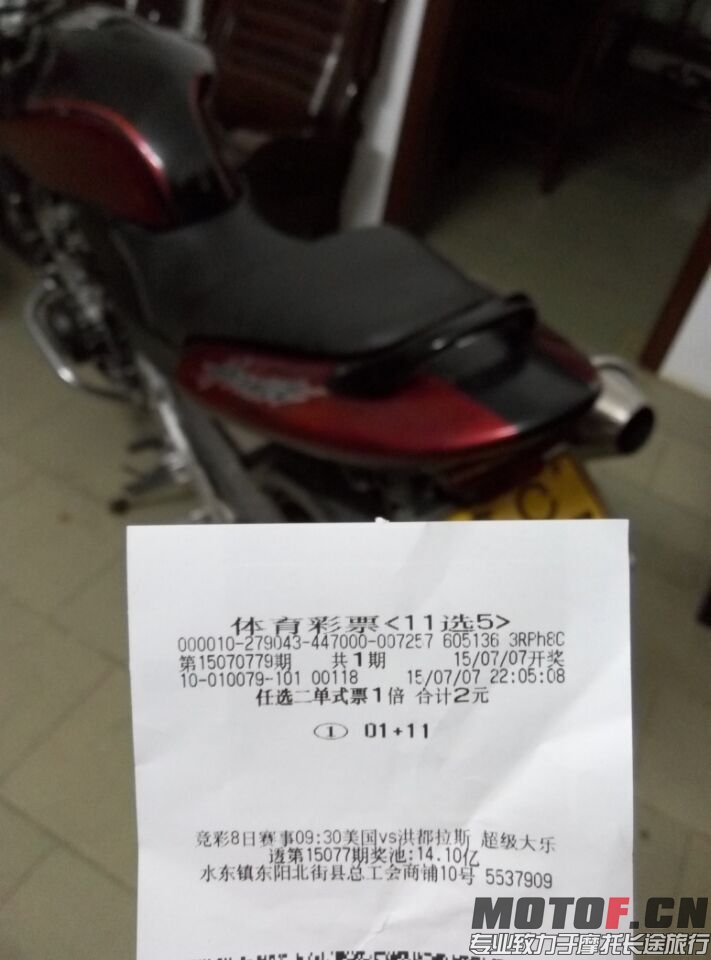 体育彩票<11选5>
000010-279043-447000-007257 605136 3RPh8C
第15070779期 共1期 15/07/07开奖
10-010079-101 00118 15/07/07 22:05:08
任选二单式票1倍 合计2元
① 01+11
竞彩8日赛事09:30美国vs洪都拉斯 超级大乐
透第15077期奖池:14.10亿
水东镇东阳北街县总工会商铺10号 5537909
MOTOF.CN
专业致力于摩托长途旅行